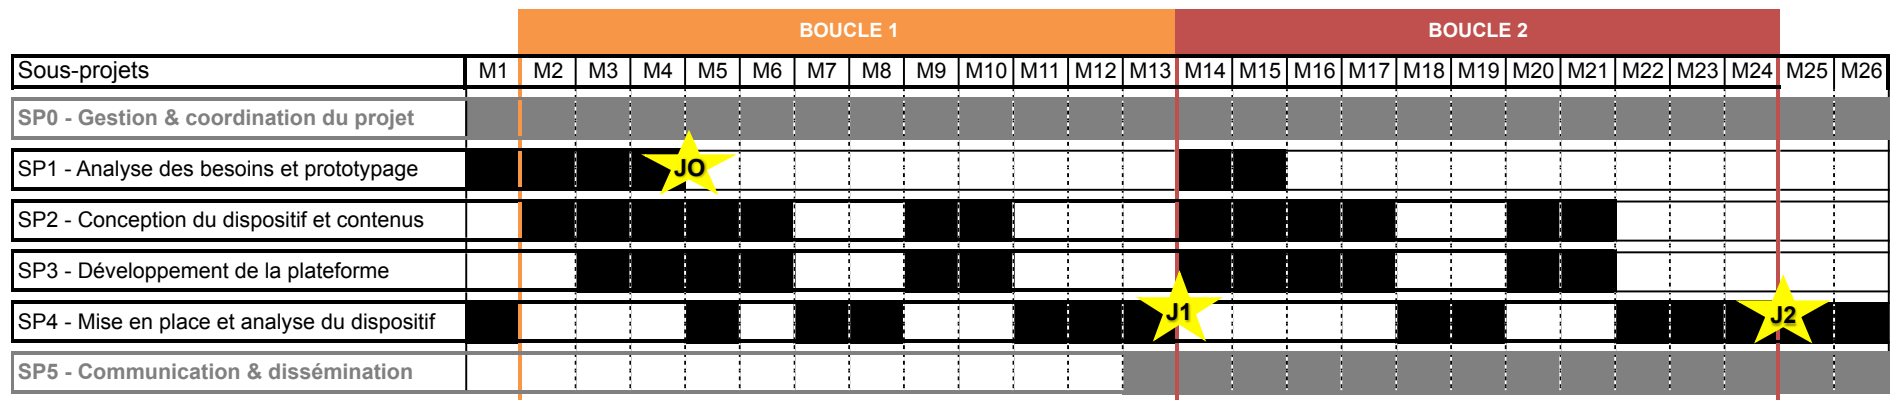 BOUCLE 1 BOUCLE 2
Sous-projets M1 M2 M3 M4 M5 M6 M7 M8 M9 M10 M11 M12 M13 M14 M15 M16 M17 M18 M19 M20 M21 M22 M23 M24 M25 M26
SP0 - Gestion & coordination du projet
SP1 - Analyse des besoins et prototypage JO
SP2 - Conception du dispositif et contenus
SP3 - Développement de la plateforme
SP4 - Mise en place et analyse du dispositif J1 J2
SP5 - Communication & dissémination